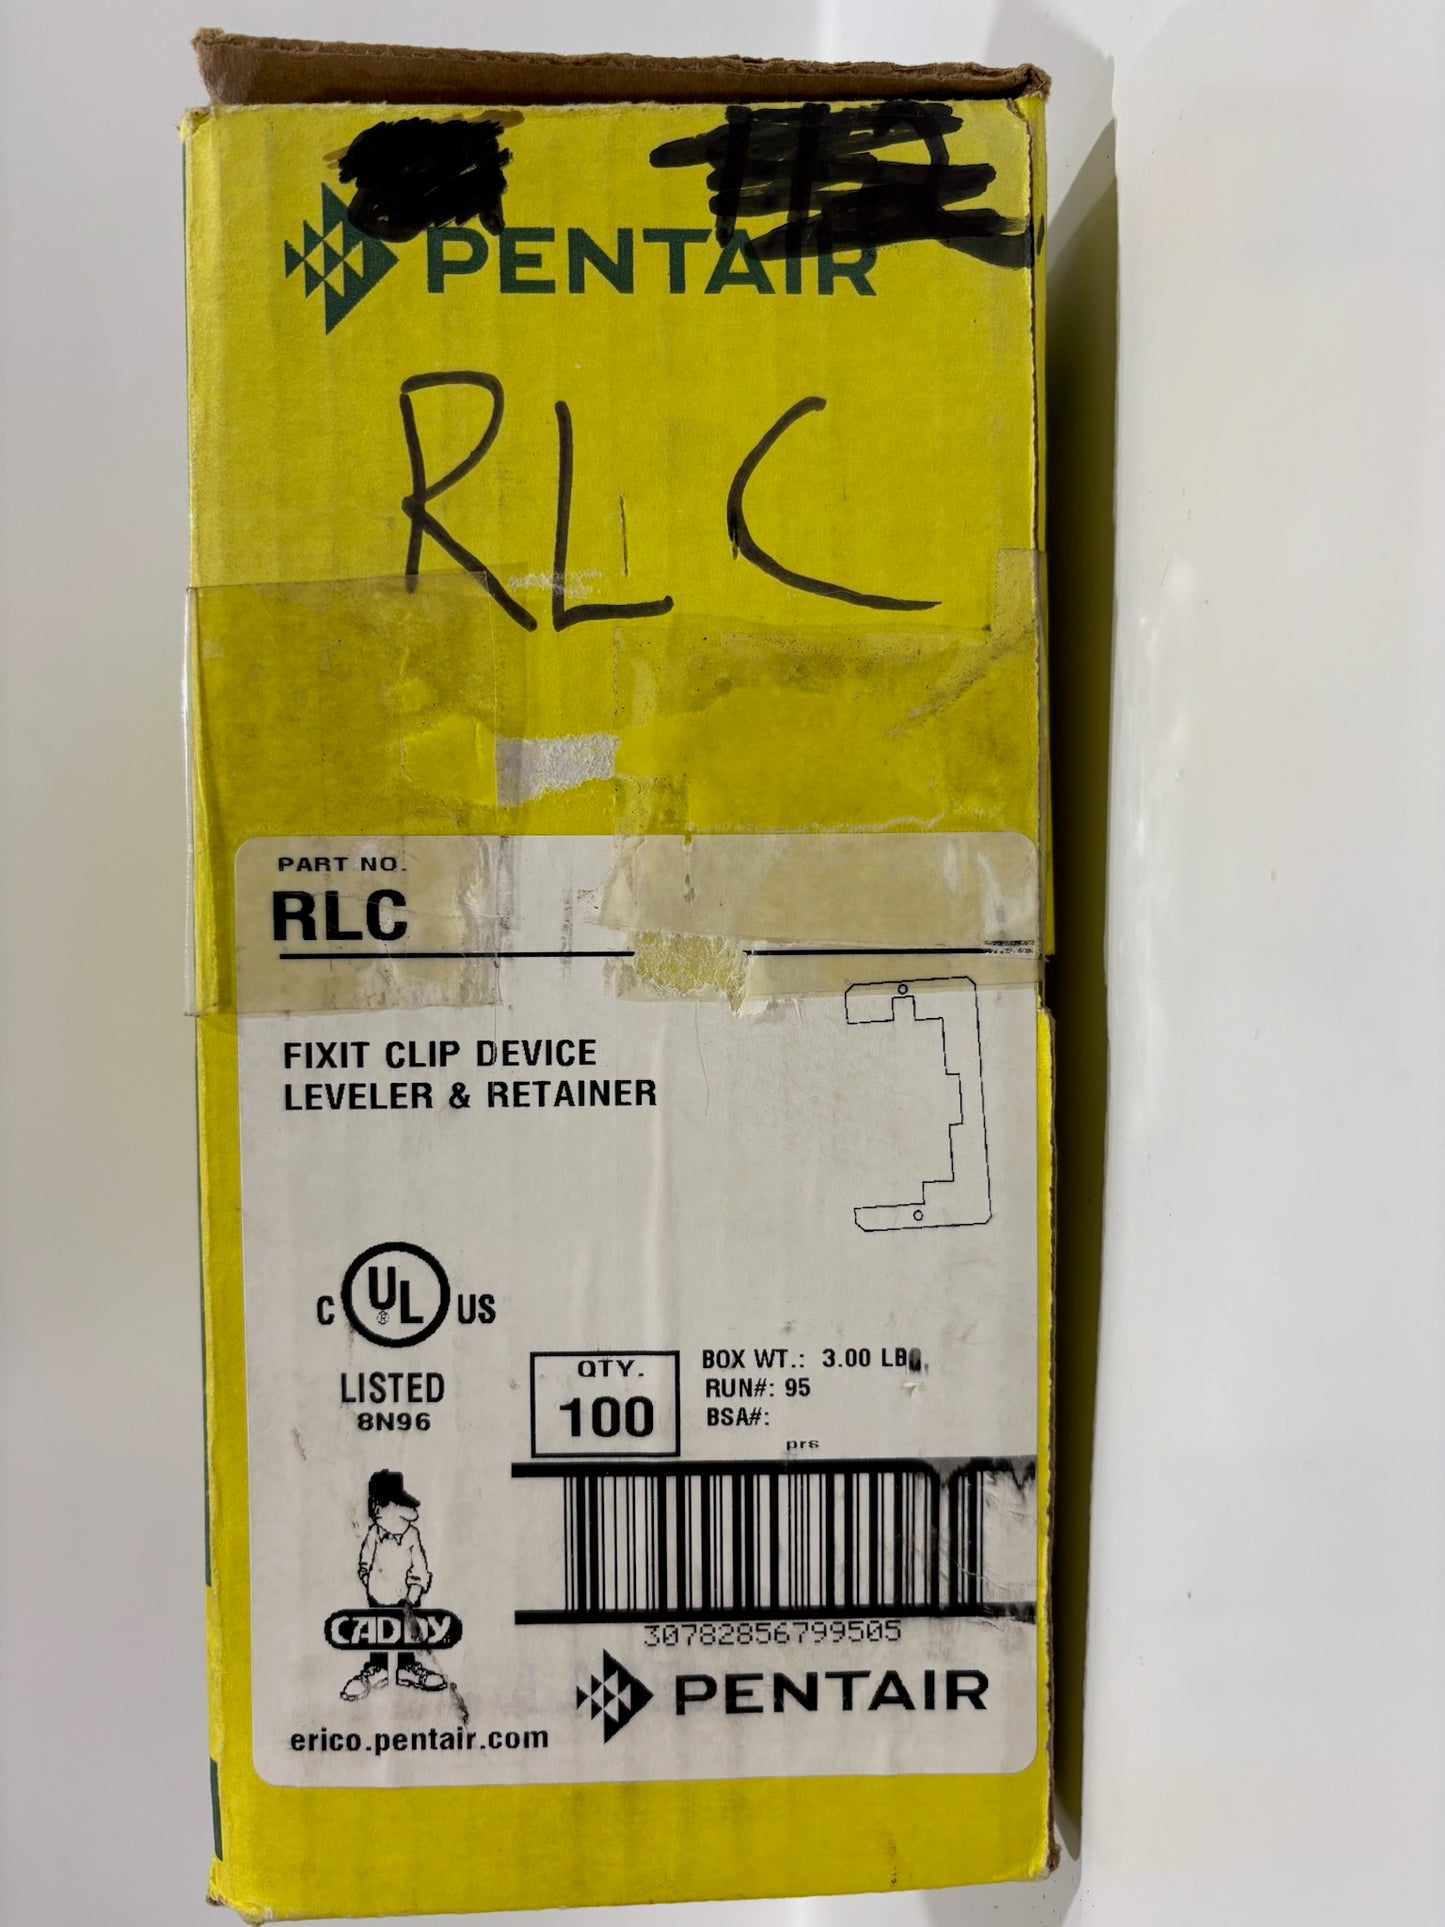 PENTAIR
RLC
PART NO.
RLC
FIXIT CLIP DEVICE
LEVELER & RETAINER
C UL® US
LISTED
8N96
QTY.
100
BOX WT.: 3.00 LB
RUN#: 95
BSA#:
prs
30782856799505
CADDY
PENTAIR
erico.pentair.com